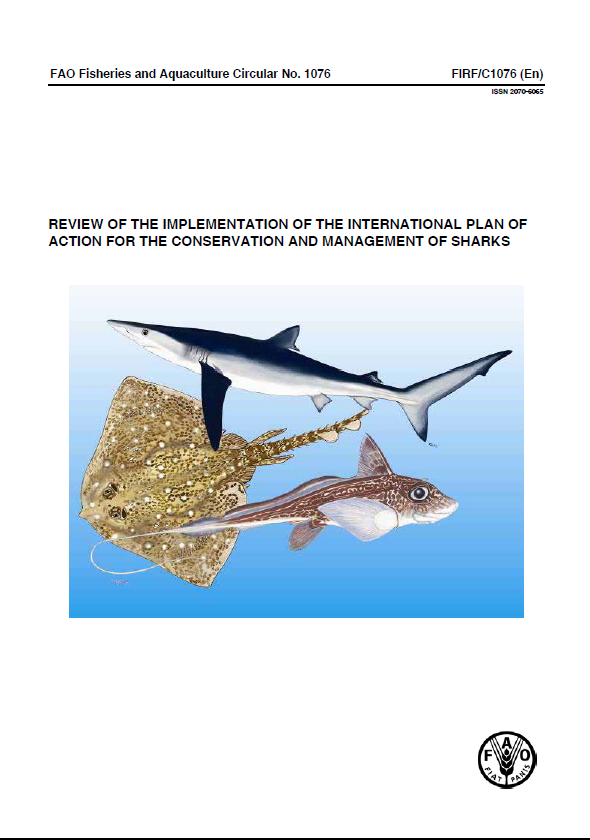 FAO Fisheries and Aquaculture Circular No. 1076
FIRF/C1076 (En)
ISSN 2070-6065
REVIEW OF THE IMPLEMENTATION OF THE INTERNATIONAL PLAN OF
ACTION FOR THE CONSERVATION AND MANAGEMENT OF SHARKS
F A O
FIAT PANIS